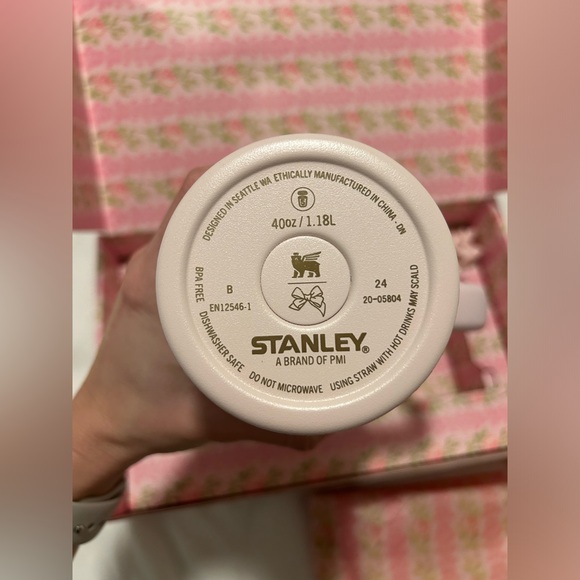 DESIGNED IN SEATTLE WA ETHICALLY MANUFACTURED IN CHINA - DN
40oz / 1.18L
B
EN12546-1
24
20-05804
STANLEY®
A BRAND OF PMI
BPA FREE DISHWASHER SAFE DO NOT MICROWAVE USING STRAW WITH HOT DRINKS MAY SCALD